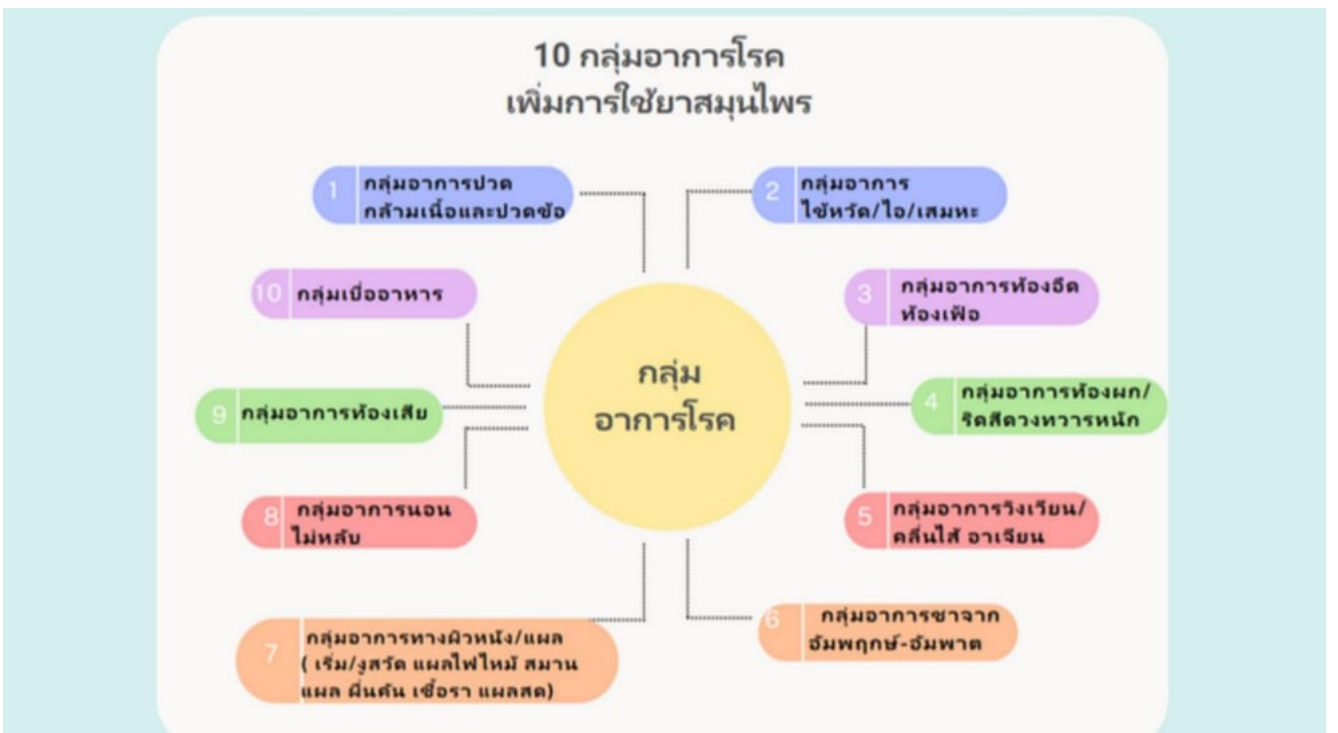 10 กลุ่มอาการโรค
เพิ่มการใช้ยาสมุนไพร
1 กลุ่มอาการปวด
กล้ามเนื้อและปวดข้อ
2 กลุ่มอาการ
ไข้หวัด/ไอ/เสมหะ
3 กลุ่มอาการท้องอืด
ท้องเฟ้อ
4 กลุ่มอาการท้องผก/
ริดสีดวงทวารหนัก
5 กลุ่มอาการวิงเวียน/
คลื่นไส้ อาเจียน
6 กลุ่มอาการชาจาก
อัมพฤกษ์-อัมพาต
7 กลุ่มอาการทางผิวหนัง/แผล
( เริ่ม/งูสวัด แผลไฟไหม้ สมาน
แผล ผื่นคัน เชื้อรา แผลสด)
8 กลุ่มอาการนอน
ไม่หลับ
9 กลุ่มอาการท้องเสีย
10 กลุ่มเบื่ออาหาร
กลุ่ม
อาการโรค